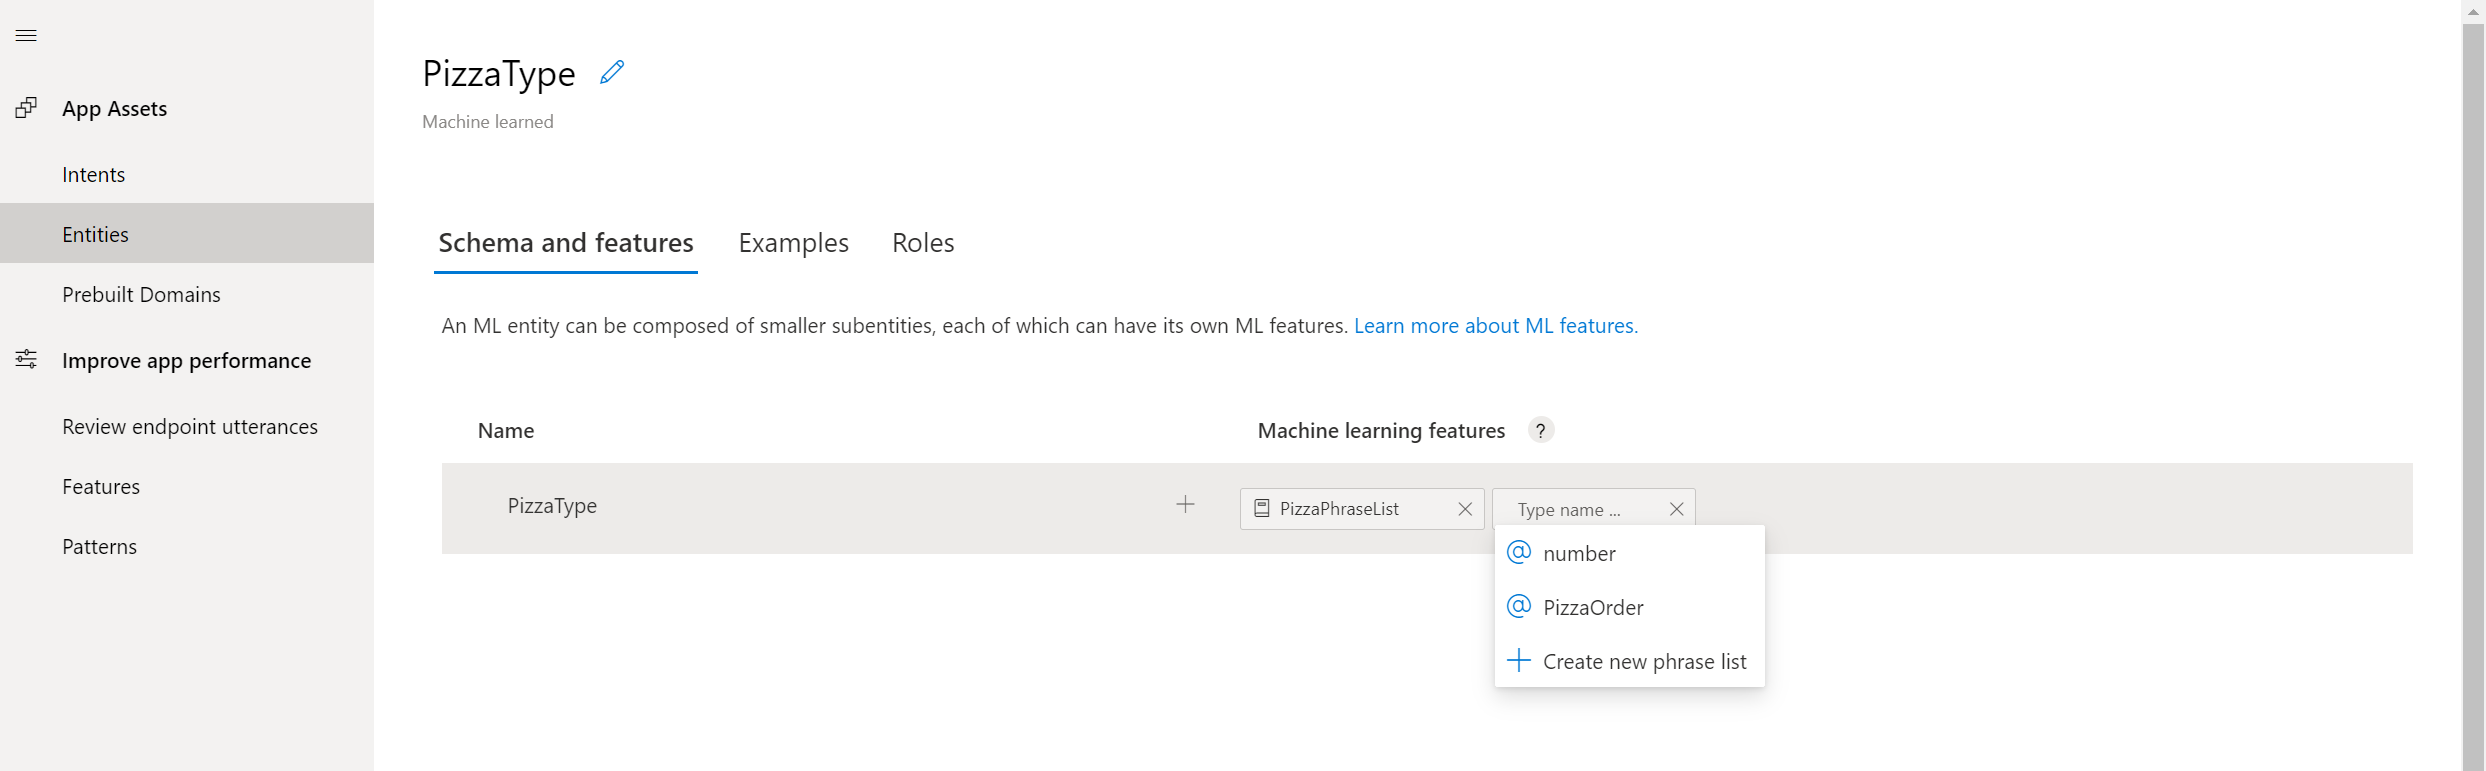 App Assets
Intents
Entities
Prebuilt Domains
Improve app performance
Review endpoint utterances
Features
Patterns
PizzaType
Machine learned
Schema and features Examples Roles
An ML entity can be composed of smaller subentities, each of which can have its own ML features. Learn more about ML features.
Name Machine learning features ?
PizzaType + PizzaPhraseList Type name ...
@ number
@ PizzaOrder
+ Create new phrase list